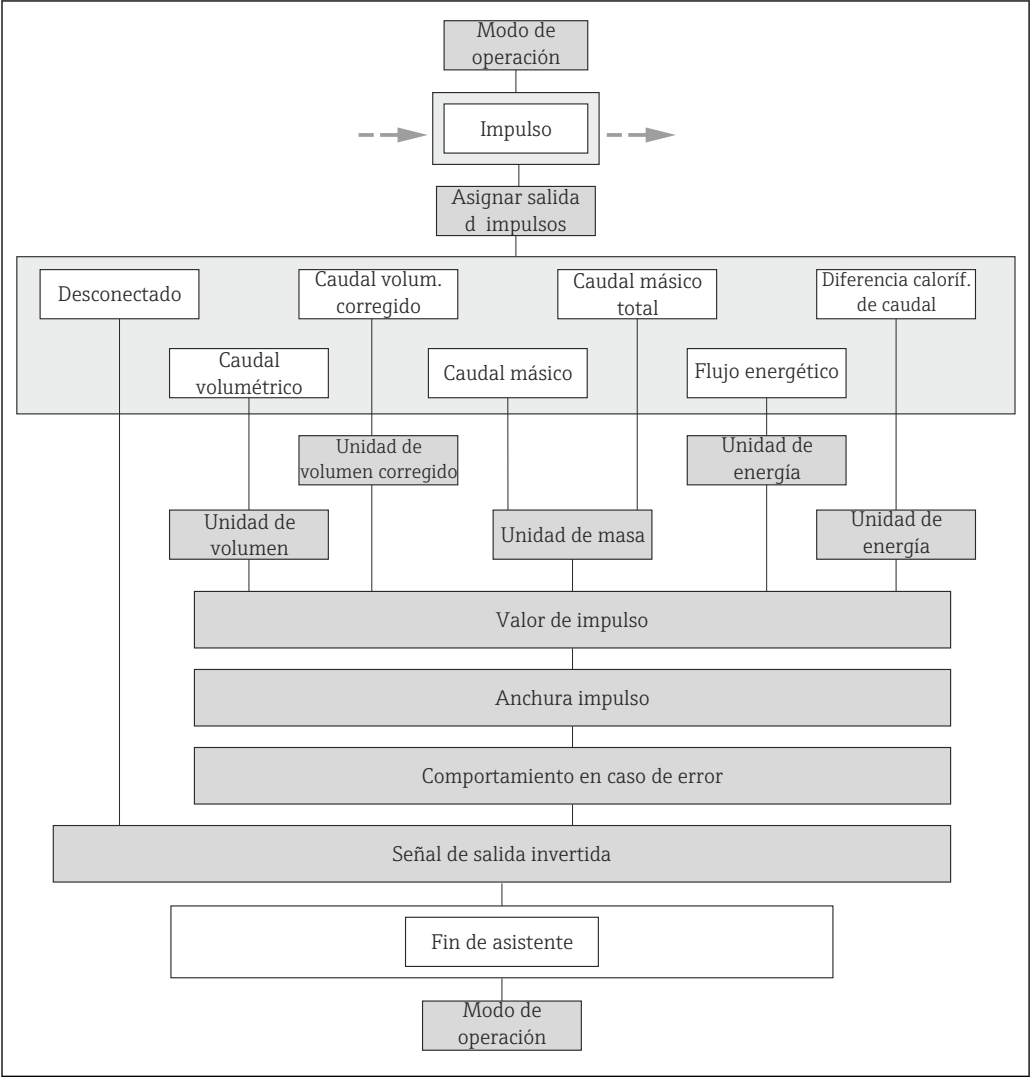 Modo de
operación
Impulso
Asignar salida
d impulsos
Desconectado
Caudal volum.
corregido
Caudal másico
total
Diferencia caloríf.
de caudal
Caudal
volumétrico
Caudal másico
Flujo energético
Unidad de
volumen corregido
Unidad de
energía
Unidad de
volumen
Unidad de masa
Unidad de
energía
Valor de impulso
Anchura impulso
Comportamiento en caso de error
Señal de salida invertida
Fin de asistente
Modo de
operación